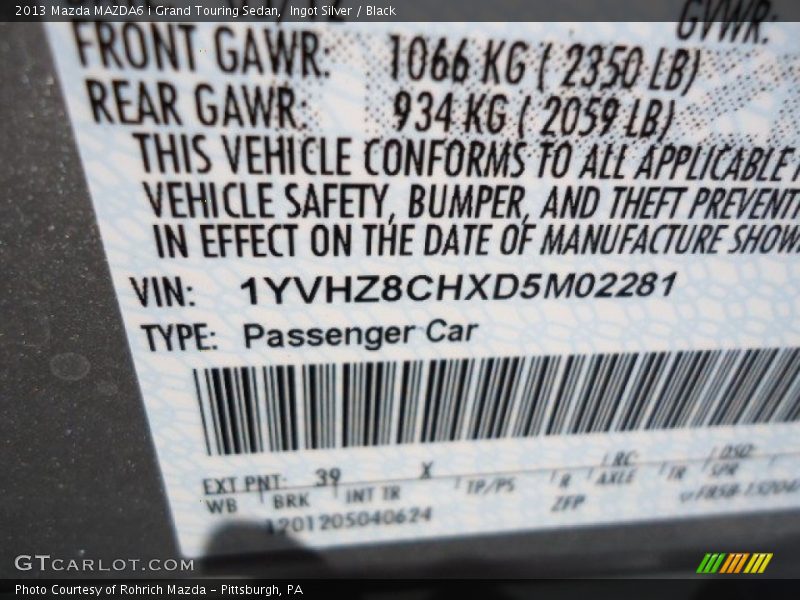 2013 Mazda MAZDA6 i Grand Touring Sedan, Ingot Silver / Black
GVWR:
FRONT GAWR: 1066 KG ( 2350 LB)
REAR GAWR: 934 KG ( 2059 LB)
THIS VEHICLE CONFORMS TO ALL APPLICABLE
VEHICLE SAFETY, BUMPER, AND THEFT PREVENT
IN EFFECT ON THE DATE OF MANUFACTURE SHOW
VIN: 1YVHZ8CHXD5M02281
TYPE: Passenger Car
EXT PNT: 39 X RC DSO
WB BRK INT TR TP/PS R AXLE TR SPR
1201205040624 ZFP
GTCARLOT.COM
Photo Courtesy of Rohrich Mazda - Pittsburgh, PA